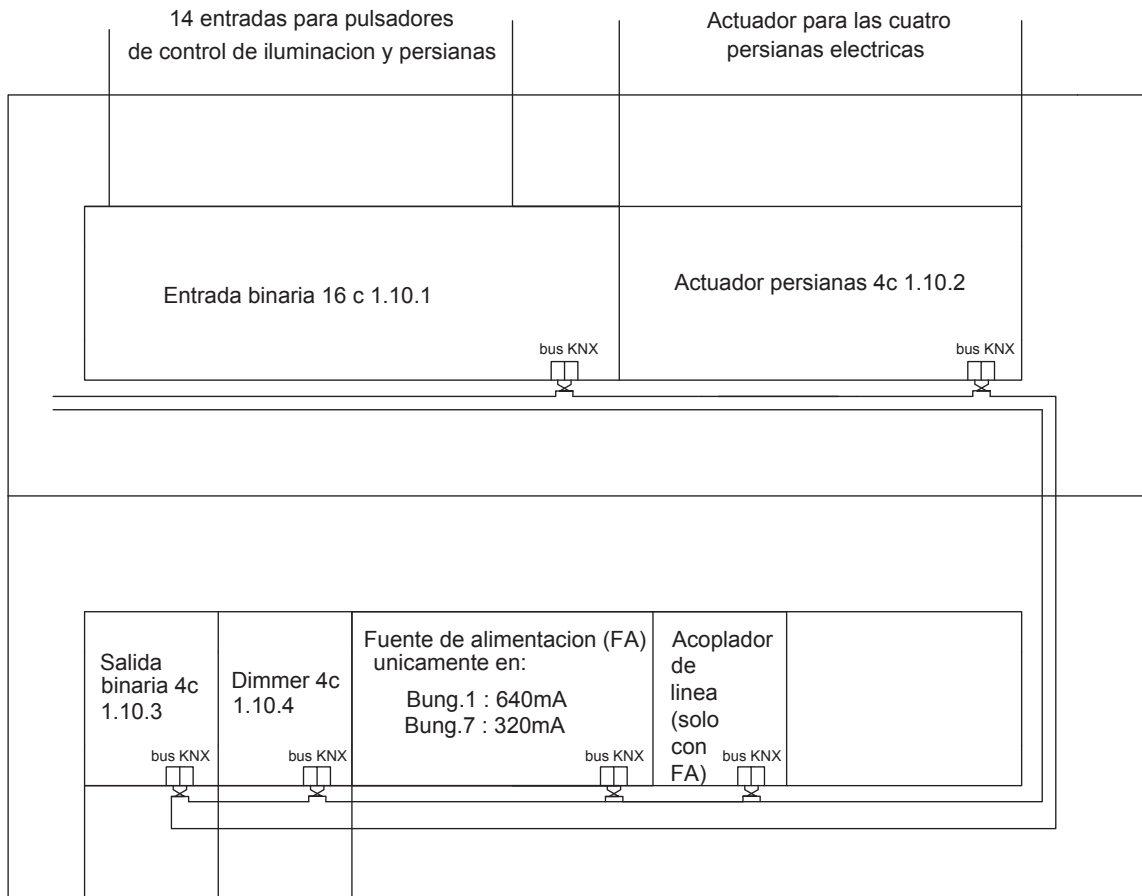 14 entradas para pulsadores
de control de iluminacion y persianas
Actuador para las cuatro
persianas electricas
Entrada binaria 16 c 1.10.1
Actuador persianas 4c 1.10.2
bus KNX
bus KNX
Salida
binaria 4c
1.10.3
bus KNX
Dimmer 4c
1.10.4
bus KNX
Fuente de alimentacion (FA)
unicamente en:
Bung.1 : 640mA
Bung.7 : 320mA
bus KNX
Acoplador
de
linea
(solo
con
FA)
bus KNX